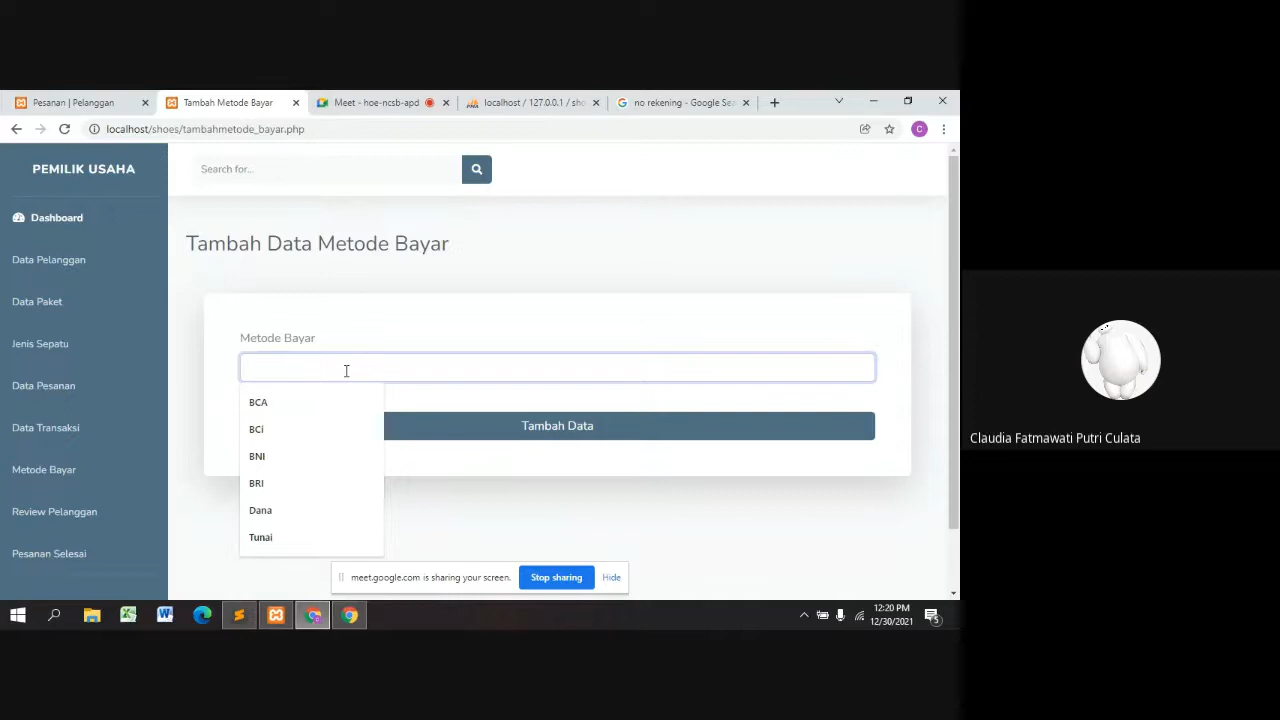 Pesanan | Pelanggan
Tambah Metode Bayar
Meet - hoe-ncsb-apd
localhost / 127.0.0.1 / sho
no rekening - Google Sea
localhost/shoes/tambahmetode_bayar.php
C
PEMILIK USAHA
Search for...
Dashboard
Tambah Data Metode Bayar
Data Pelanggan
Data Paket
Jenis Sepatu
Data Pesanan
Data Transaksi
Metode Bayar
Review Pelanggan
Pesanan Selesai
Metode Bayar
BCA
BCi
BNI
BRI
Dana
Tunai
Tambah Data
meet.google.com is sharing your screen.
Stop sharing
Hide
12:20 PM
12/30/2021
5
Claudia Fatmawati Putri Culata